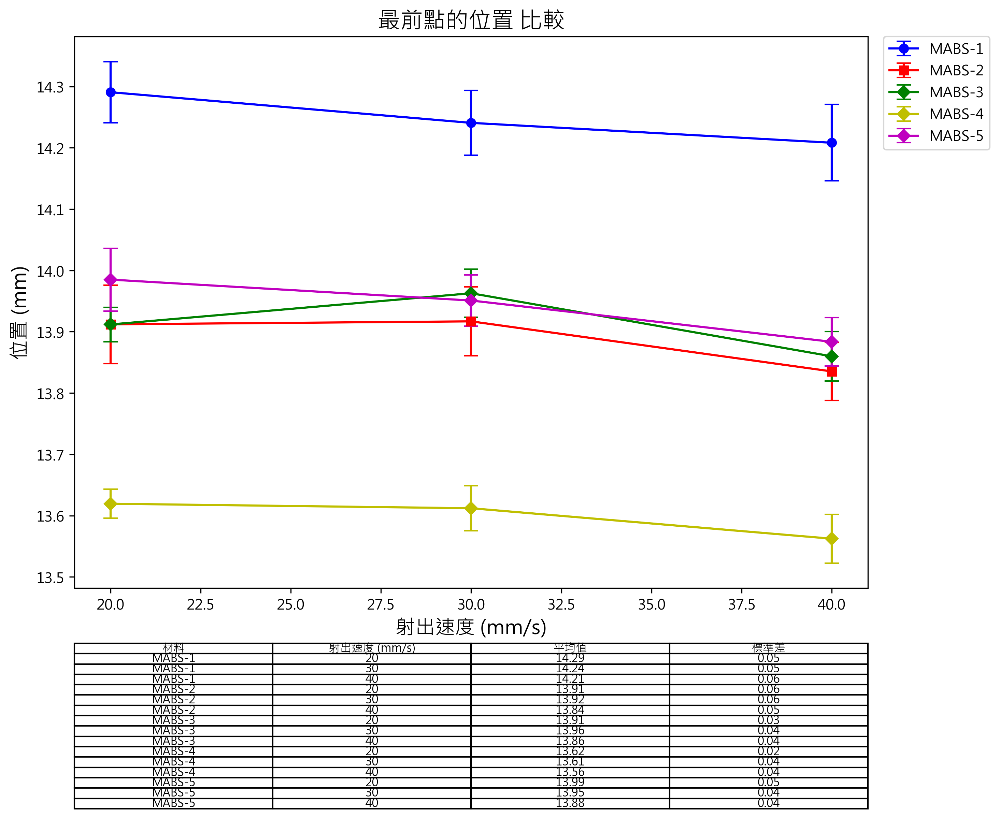 最前點的位置 比較
MABS-1
MABS-2
MABS-3
MABS-4
MABS-5
位置 (mm)
14.3
14.2
14.1
14.0
13.9
13.8
13.7
13.6
13.5
20.0 22.5 25.0 27.5 30.0 32.5 35.0 37.5 40.0
射出速度 (mm/s)
材料 射出速度 (mm/s) 平均值 標準差
MABS-1 20 14.29 0.05
MABS-1 30 14.24 0.05
MABS-1 40 14.21 0.06
MABS-2 20 13.91 0.06
MABS-2 30 13.92 0.06
MABS-2 40 13.84 0.05
MABS-3 20 13.91 0.03
MABS-3 30 13.96 0.04
MABS-3 40 13.86 0.04
MABS-4 20 13.62 0.02
MABS-4 30 13.61 0.04
MABS-4 40 13.56 0.04
MABS-5 20 13.99 0.05
MABS-5 30 13.95 0.04
MABS-5 40 13.88 0.04